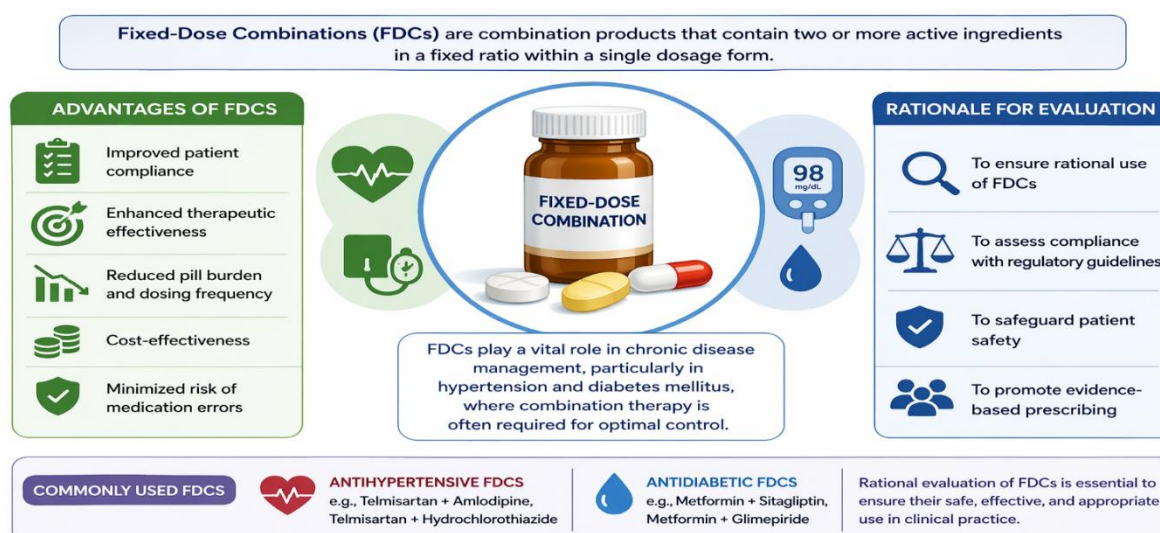 Fixed-Dose Combinations (FDCs) are combination products that contain two or more active ingredients
in a fixed ratio within a single dosage form.
ADVANTAGES OF FDCS
Improved patient
compliance
Enhanced therapeutic
effectiveness
Reduced pill burden
and dosing frequency
Cost-effectiveness
Minimized risk of
medication errors
FIXED-DOSE
COMBINATION
98
mg/dL
FDCs play a vital role in chronic disease
management, particularly in
hypertension and diabetes mellitus,
where combination therapy is
often required for optimal control.
RATIONALE FOR EVALUATION
To ensure rational use
of FDCs
To assess compliance
with regulatory guidelines
To safeguard patient
safety
To promote evidence-
based prescribing
COMMONLY USED FDCS
ANTIHYPERTENSIVE FDCS
e.g., Telmisartan + Amlodipine,
Telmisartan + Hydrochlorothiazide
ANTIDIABETIC FDCS
e.g., Metformin + Sitagliptin,
Metformin + Glimepiride
Rational evaluation of FDCs is essential to
ensure their safe, effective, and appropriate
use in clinical practice.